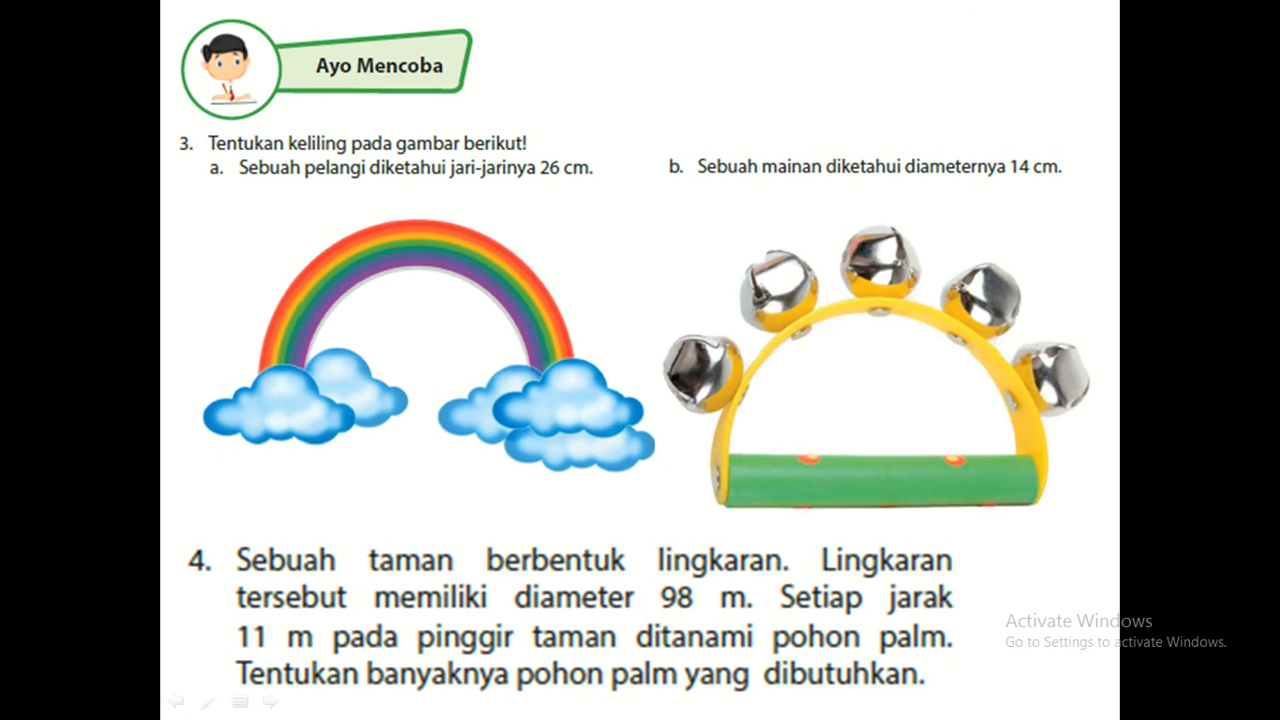 Ayo Mencoba
3. Tentukan keliling pada gambar berikut!
a. Sebuah pelangi diketahui jari-jarinya 26 cm.
b. Sebuah mainan diketahui diameternya 14 cm.
4. Sebuah taman berbentuk lingkaran. Lingkaran
tersebut memiliki diameter 98 m. Setiap jarak
11 m pada pinggir taman ditanami pohon palm.
Tentukan banyaknya pohon palm yang dibutuhkan.
Activate Windows
Go to Settings to activate Windows.